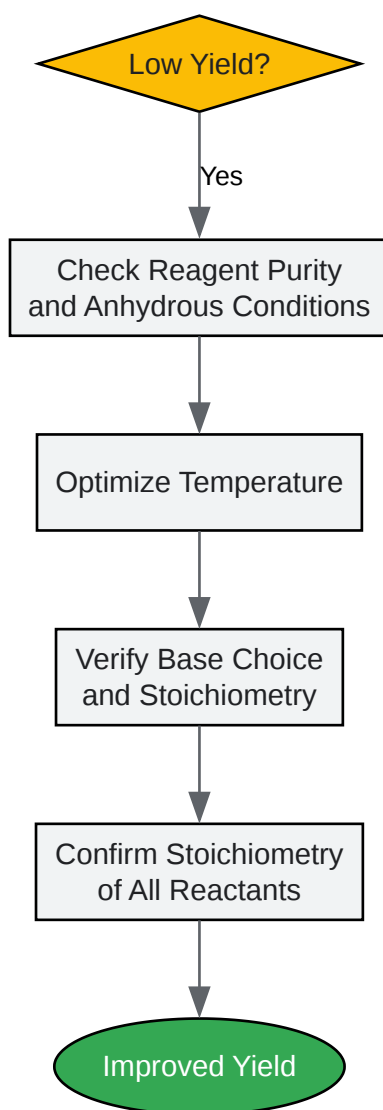 Low Yield?
Yes
Check Reagent Purity
and Anhydrous Conditions
Optimize Temperature
Verify Base Choice
and Stoichiometry
Confirm Stoichiometry
of All Reactants
Improved Yield